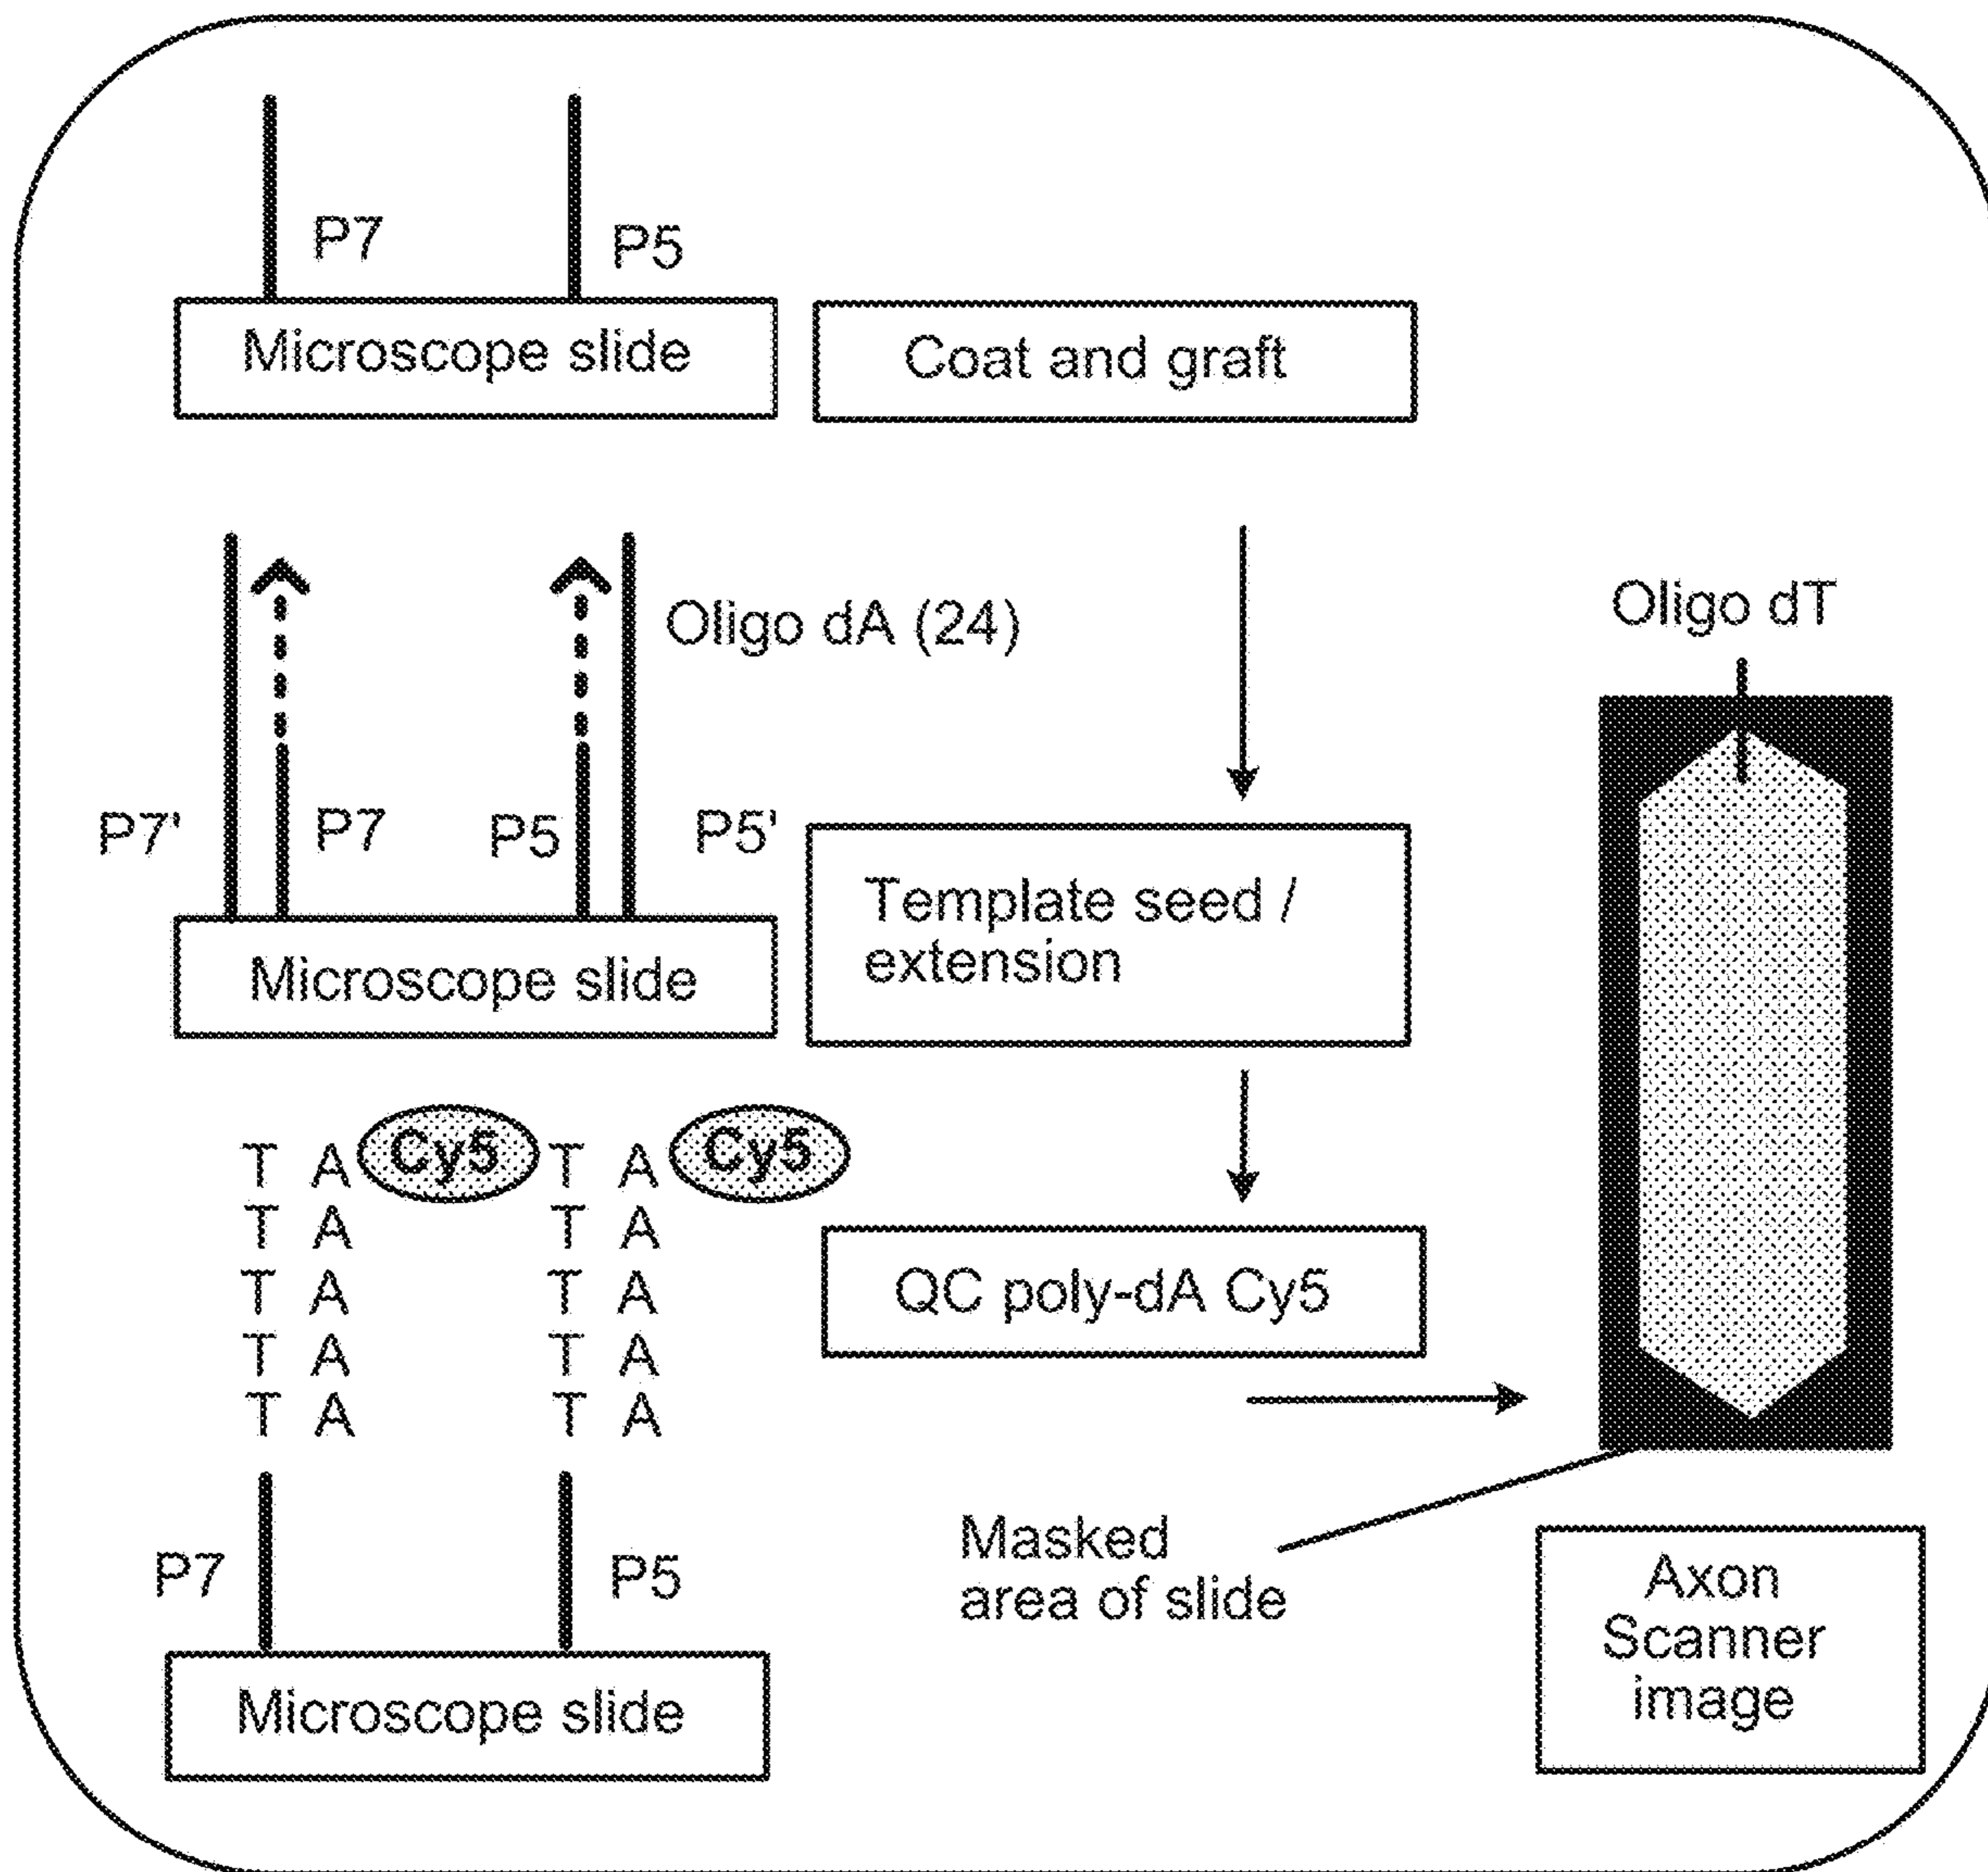 P7
P5
Microscope slide
Coat and graft
Oligo dA (24)
Oligo dT
P7'
P7
P5
P5'
Template seed /
extension
Microscope slide
Cy5
Cy5
T A T A
T A T A
T A T A
T A T A
T A T A
QC poly-dA Cy5
P7
P5
Masked
area of slide
Microscope slide
Axon
Scanner
image